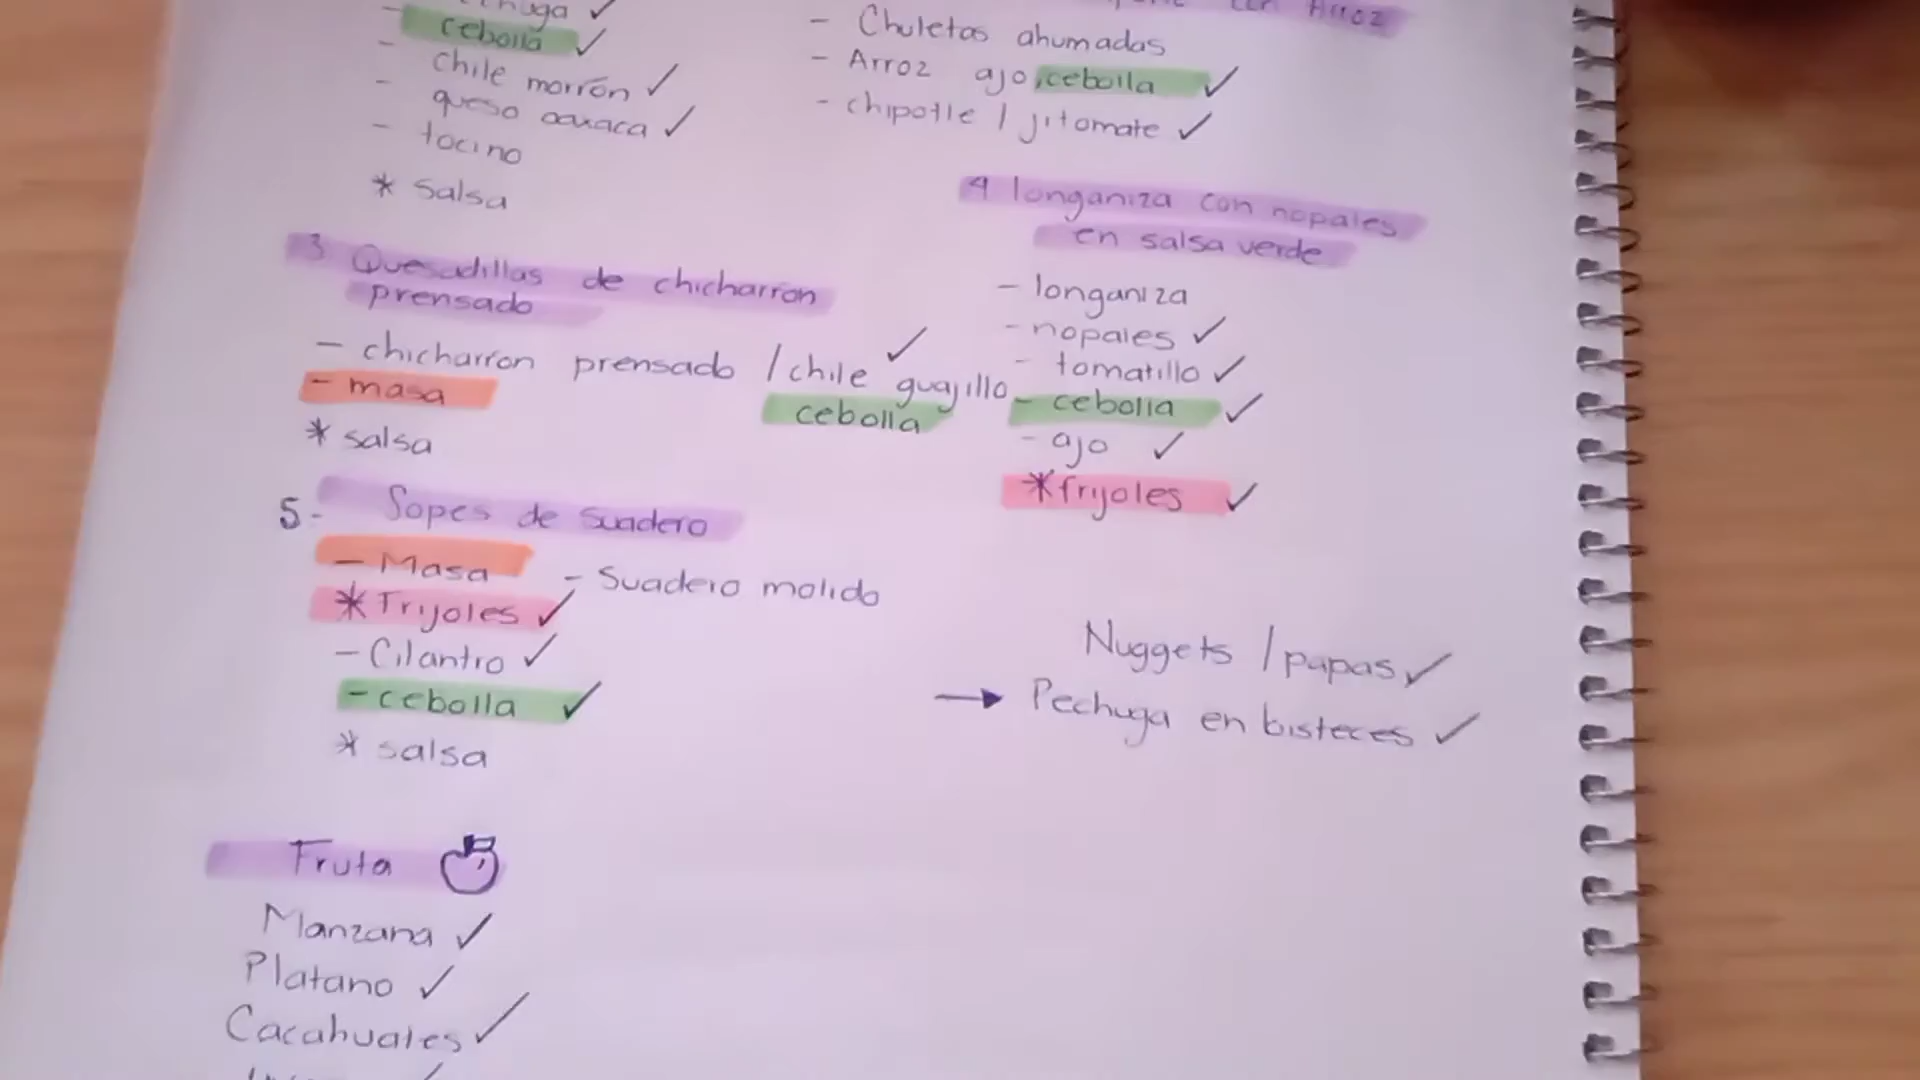 cebolla ✓
- chile morrón ✓
- queso oaxaca ✓
- tocino
* Salsa
con Arroz
- Chuletas ahumadas
- Arroz ajo, cebolla ✓
- chipotle / jitomate ✓
3 Quesadillas de chicharron
prensado
- chicharron prensado / chile guajillo ✓
cebolla
- masa
* salsa
4 longaniza con nopales
en salsa verde
- longaniza
- nopales ✓
- tomatillo ✓
- cebolla ✓
- ajo ✓
* frijoles ✓
5- Sopes de Suadero
- Masa
- Suadero molido
* Frijoles ✓
- Cilantro ✓
- cebolla ✓
* salsa
Nuggets / papas ✓
→ Pechuga en bisteces ✓
Fruta
Manzana ✓
Platano ✓
Cacahuates ✓